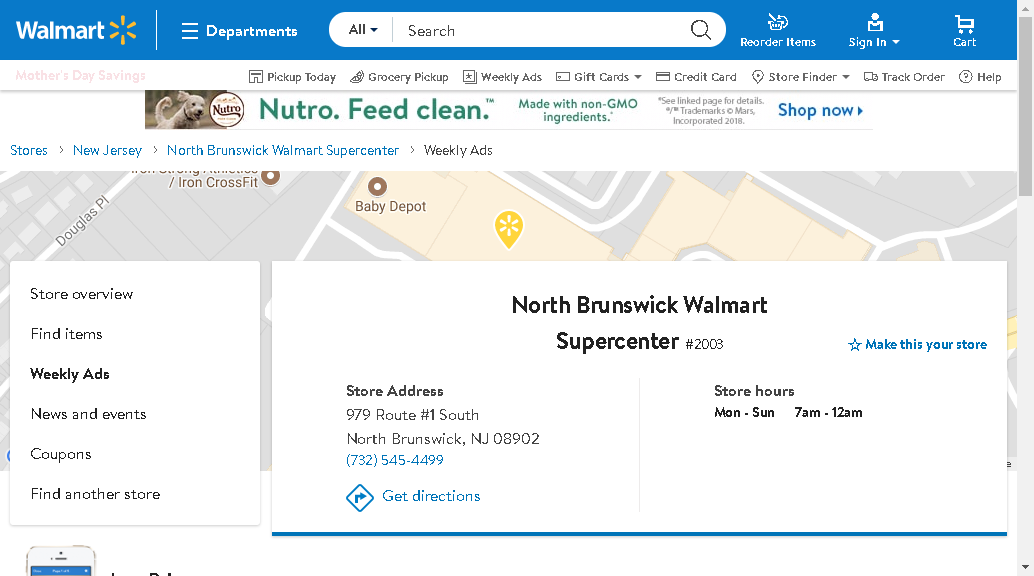 Walmart
Departments
All
Search
Reorder Items
Sign In
Cart
Mother's Day Savings
Pickup Today
Grocery Pickup
Weekly Ads
Gift Cards
Credit Card
Store Finder
Track Order
Help
Nutro
Nutro. Feed clean.™
Made with non-GMO
ingredients.*
*See linked page for details.
®/™ Trademarks © Mars,
Incorporated 2018.
Shop now
Stores > New Jersey > North Brunswick Walmart Supercenter > Weekly Ads
Iron Strong Athletics
/ Iron CrossFit
Baby Depot
Douglas Pl
Store overview
Find items
Weekly Ads
News and events
Coupons
Find another store
North Brunswick Walmart
Supercenter #2003
Make this your store
Store Address
979 Route #1 South
North Brunswick, NJ 08902
(732) 545-4499
Get directions
Store hours
Mon - Sun 7am - 12am